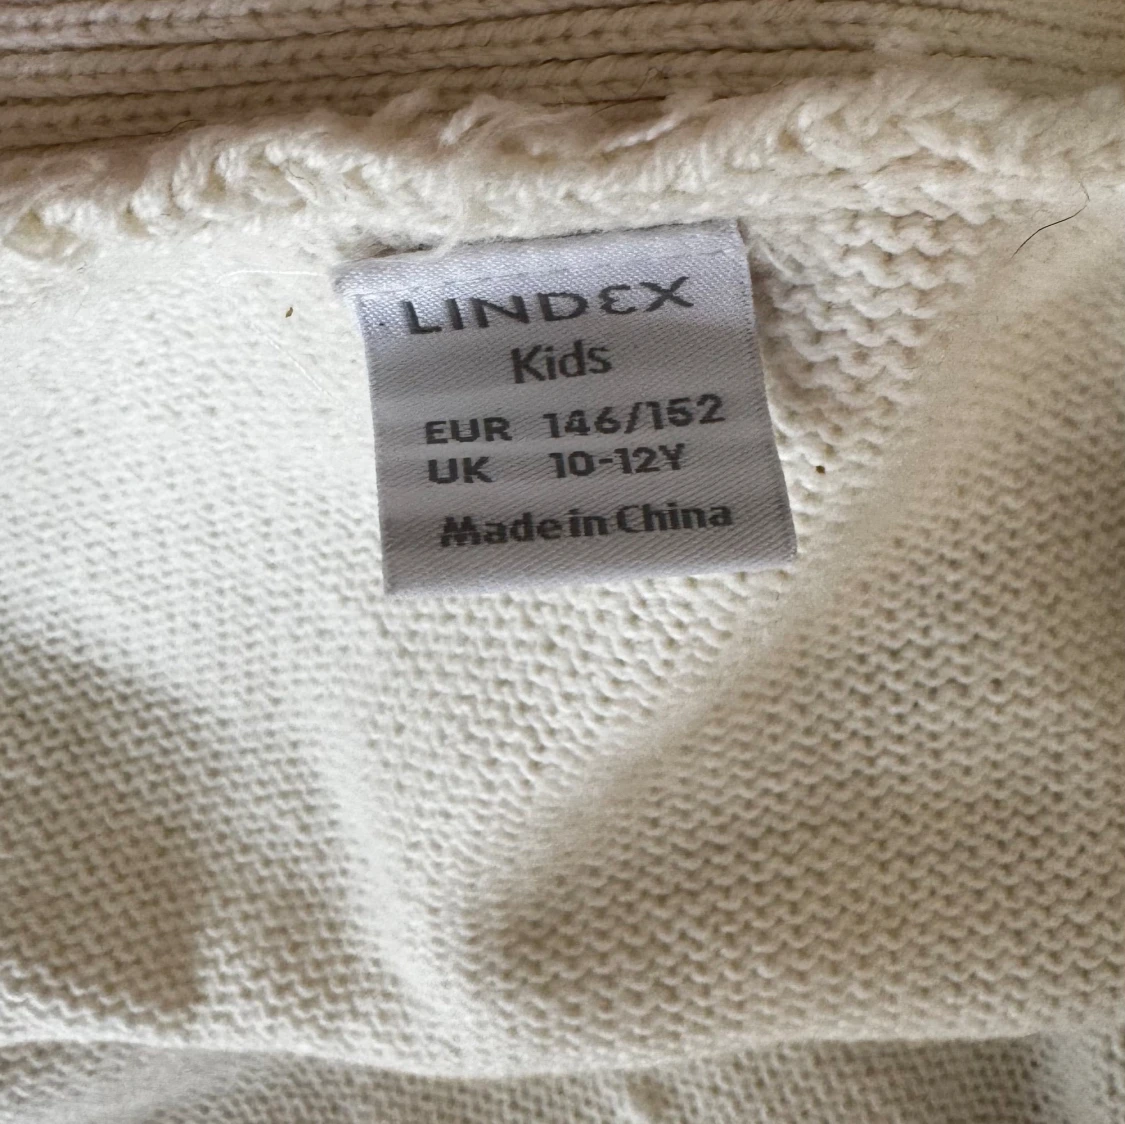 LINDEX
Kids
EUR 146/152
UK 10-12Y
Made in China